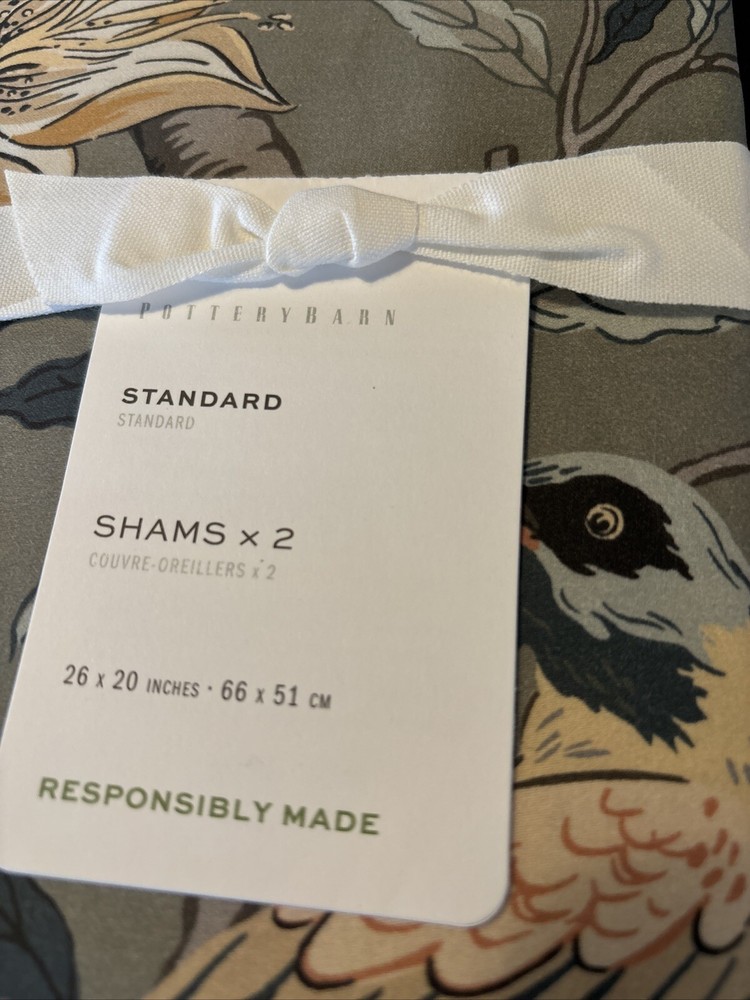 POTTERYBARN
STANDARD
STANDARD
SHAMS x 2
COUVRE-OREILLERS x 2
26 x 20 INCHES · 66 x 51 CM
RESPONSIBLY MADE